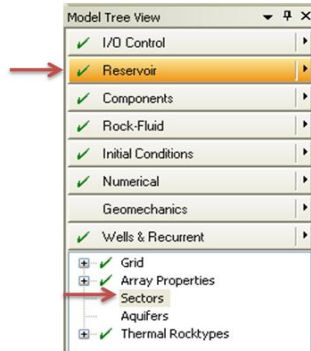 Model Tree View
I/O Control
Reservoir
Components
Rock-Fluid
Initial Conditions
Numerical
Geomechanics
Wells & Recurrent
Grid
Array Properties
Sectors
Aquifers
Thermal Rocktypes